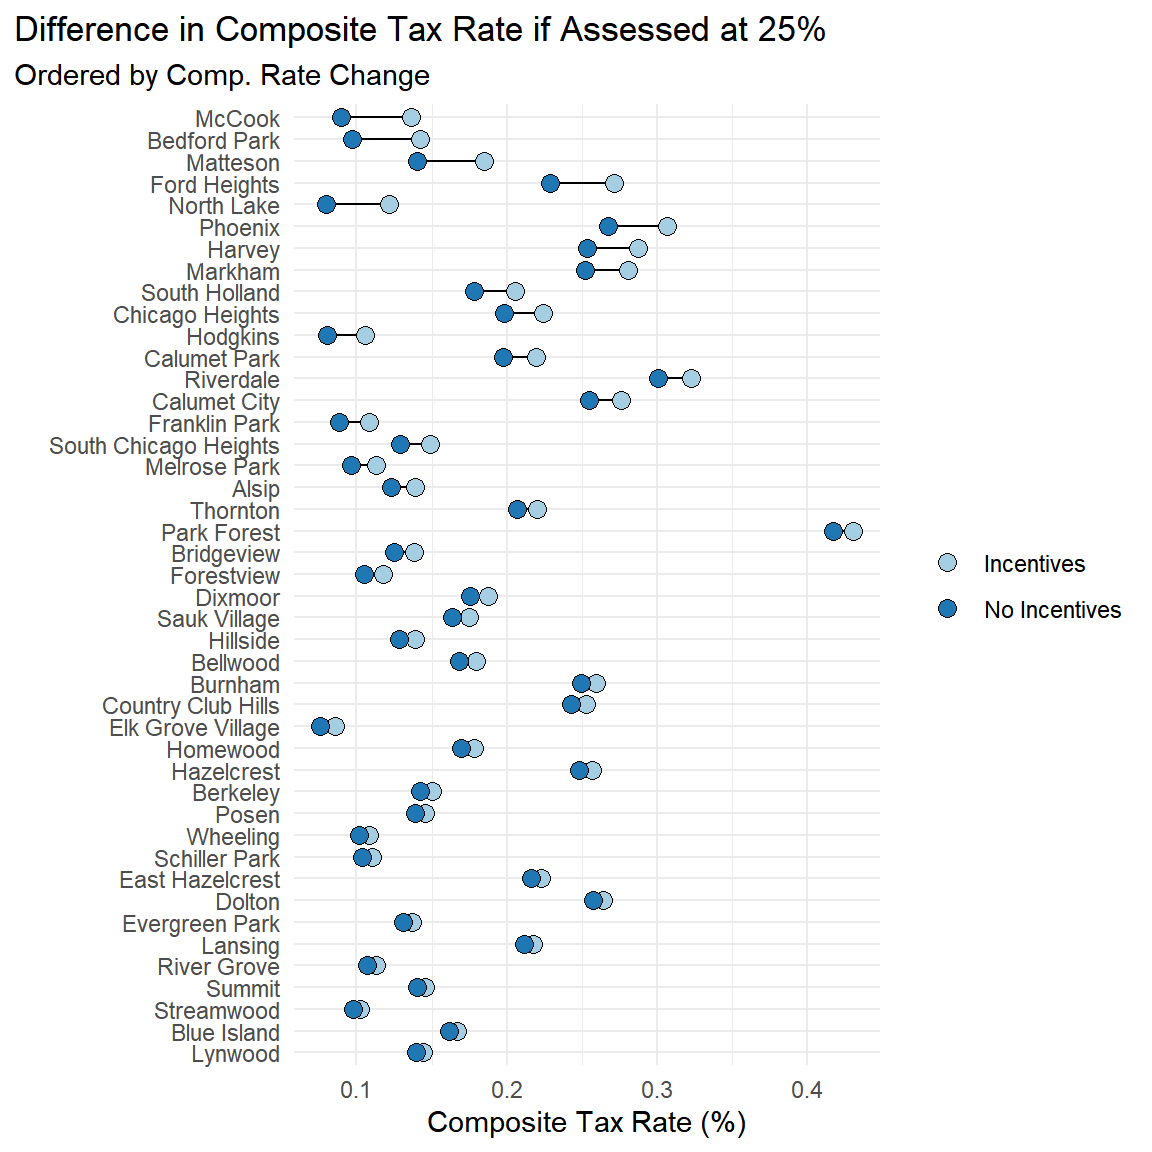 Difference in Composite Tax Rate if Assessed at 25%
Ordered by Comp. Rate Change
McCook
Bedford Park
Matteson
Ford Heights
North Lake
Phoenix
Harvey
Markham
South Holland
Chicago Heights
Hodgkins
Calumet Park
Riverdale
Calumet City
Franklin Park
South Chicago Heights
Melrose Park
Alsip
Thornton
Park Forest
Bridgeview
Forestview
Dixmoor
Sauk Village
Hillside
Bellwood
Burnham
Country Club Hills
Elk Grove Village
Homewood
Hazelcrest
Berkeley
Posen
Wheeling
Schiller Park
East Hazelcrest
Dolton
Evergreen Park
Lansing
River Grove
Summit
Streamwood
Blue Island
Lynwood
0.1 0.2 0.3 0.4
Composite Tax Rate (%)
Incentives
No Incentives